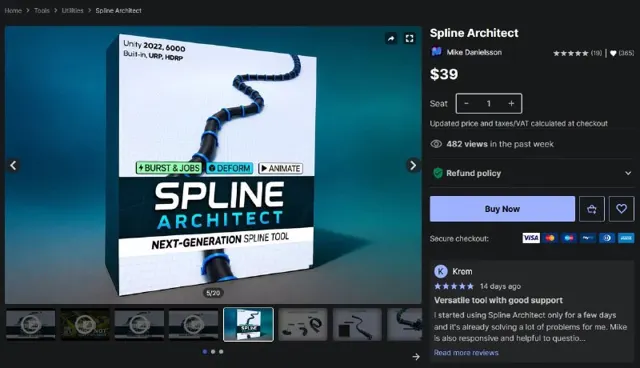 Home > Tools > Utilities > Spline Architect
Unity 2022, 6000
Built-in, URP, HDRP
BURST & JOBS
DEFORM
ANIMATE
SPLINE
ARCHITECT
NEXT-GENERATION SPLINE TOOL
5/20
Spline Architect
Mike Danielsson
(19) | (365)
$39
Seat
- 1 +
Updated price and taxes/VAT calculated at checkout
482 views in the past week
Refund policy
Buy Now
Secure checkout:
VISA
K
Krom
14 days ago
Versatile tool with good support
I started using Spline Architect only for a few days
and it's already solving a lot of problems for me. Mike
is also responsive and helpful to questio...
Read more reviews